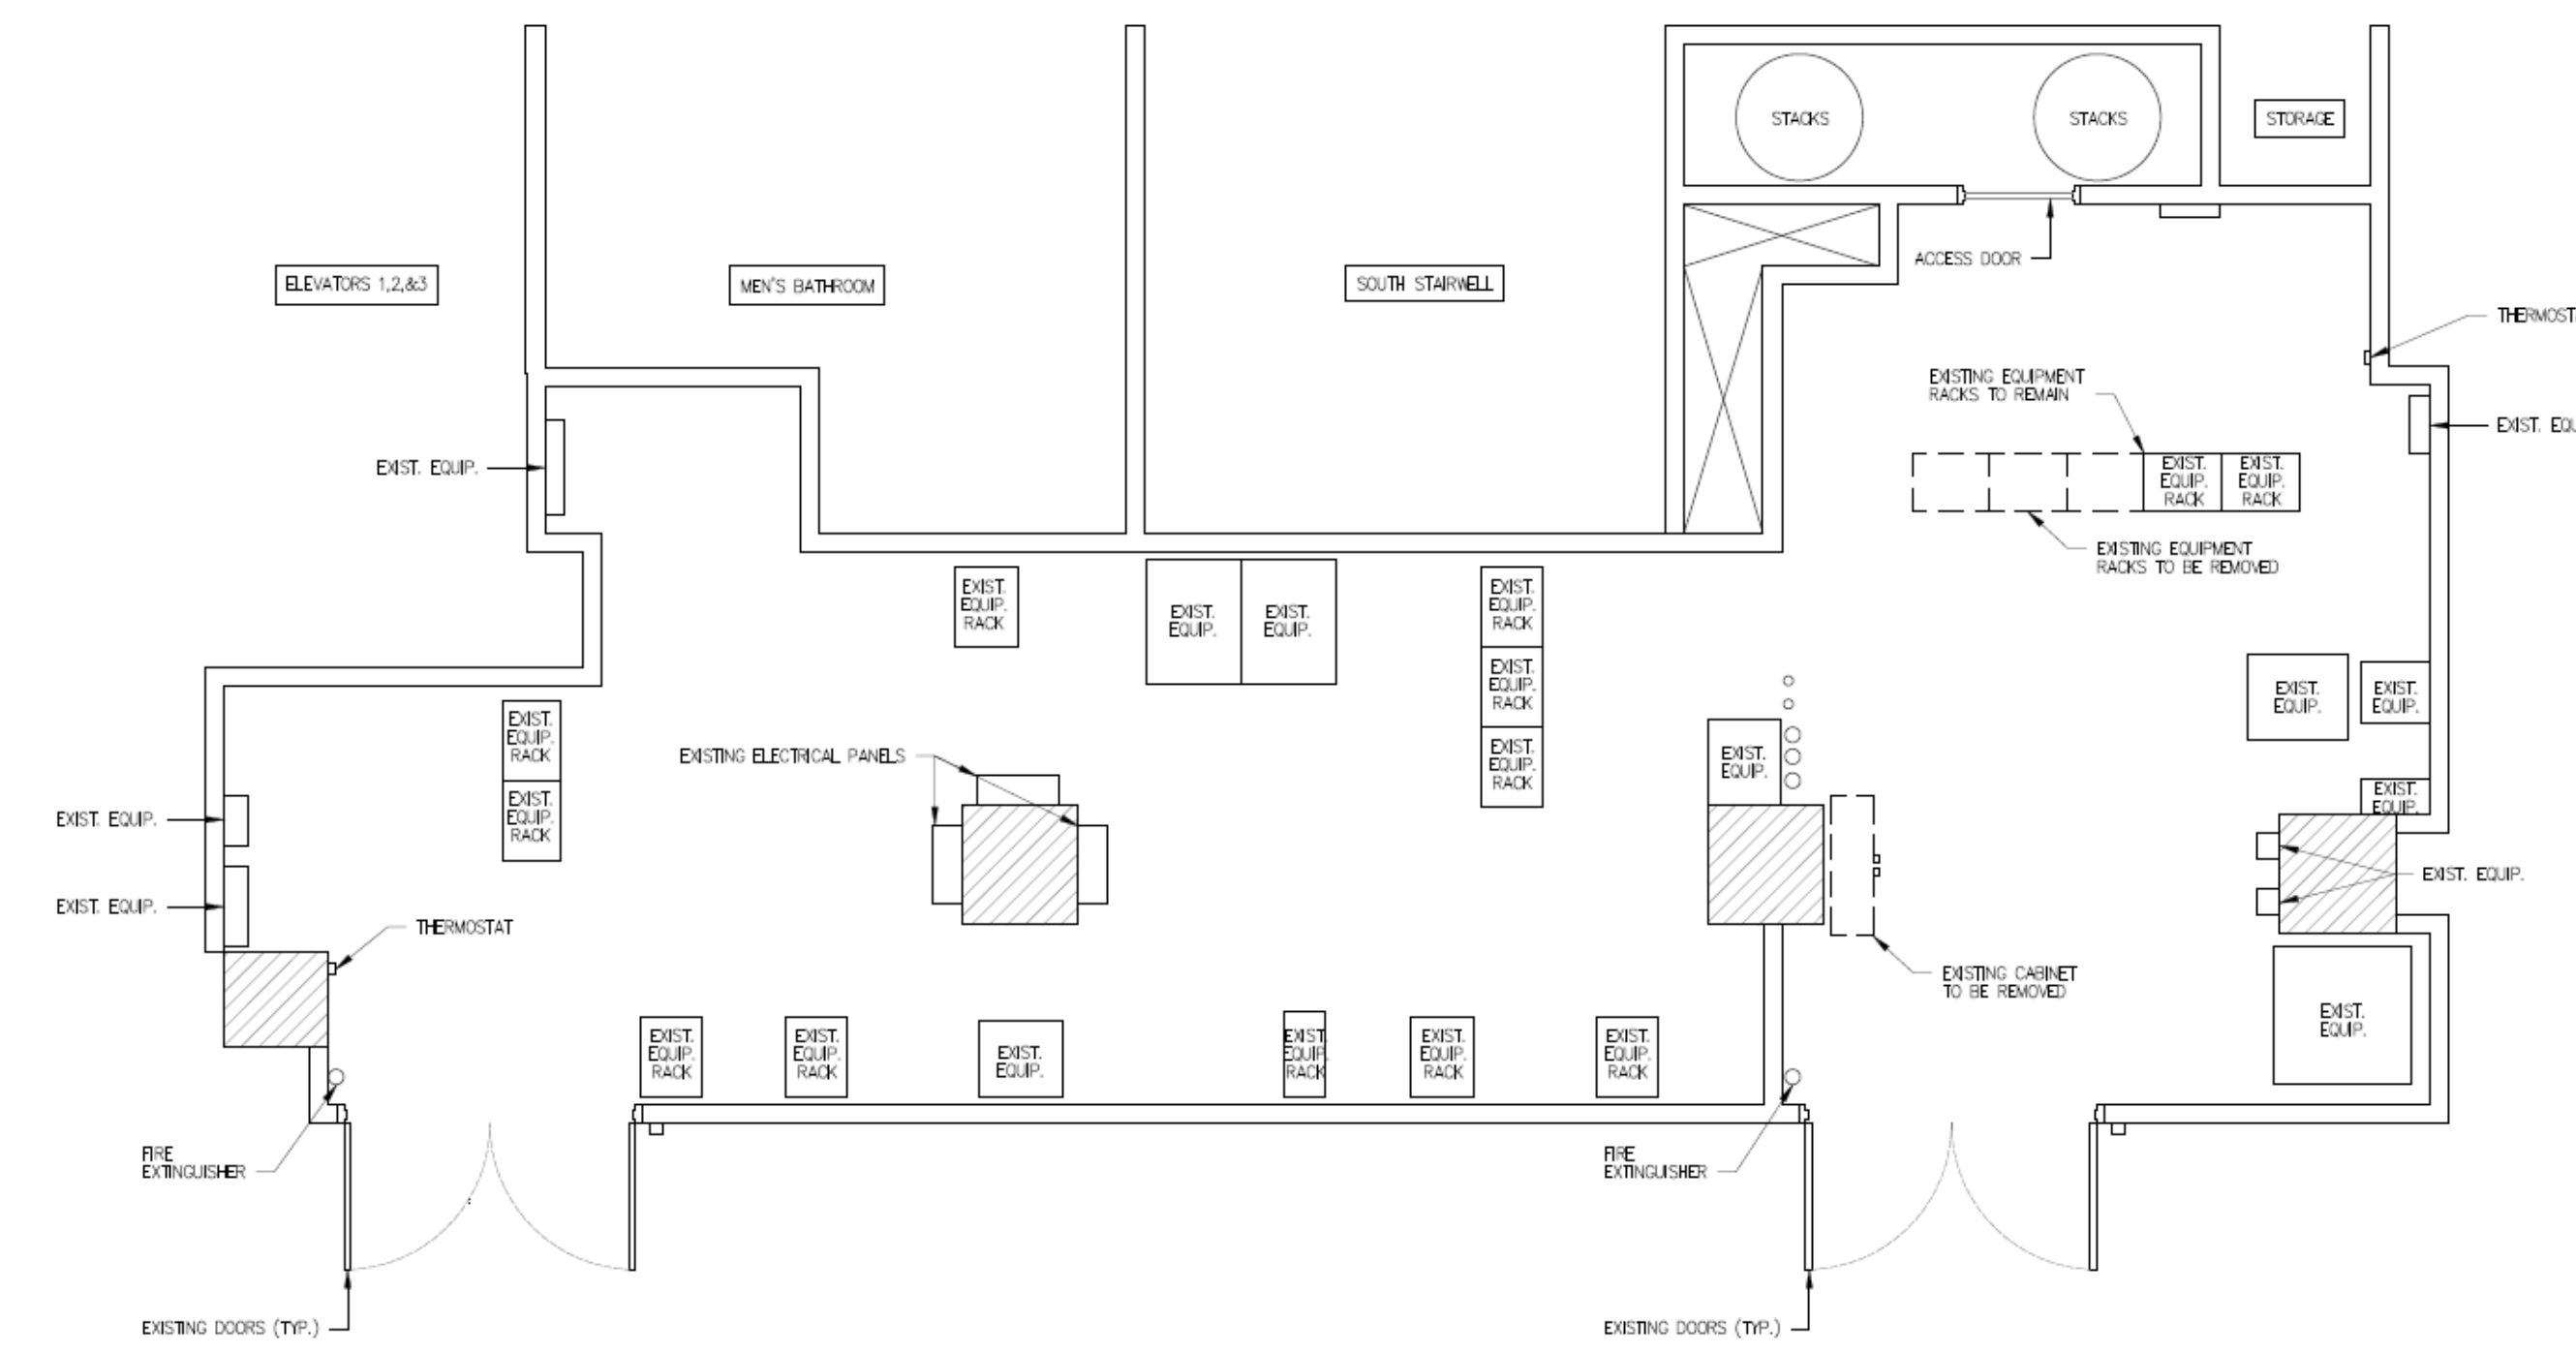 STACKS
STACKS
STORAGE
ELEVATORS 1,2,&3
MEN'S BATHROOM
SOUTH STAIRWELL
ACCESS DOOR
THERMOST
EXISTING EQUIPMENT
RACKS TO REMAIN
EXIST. EQU
EXIST. EQUIP.
EXIST.
EQUIP.
RACK
EXIST.
EQUIP.
RACK
EXISTING EQUIPMENT
RACKS TO BE REMOVED
EXIST.
EQUIP.
RACK
EXIST.
EQUIP.
EXIST.
EQUIP.
EXIST.
EQUIP.
RACK
EXIST.
EQUIP.
RACK
EXIST.
EQUIP.
RACK
EXIST.
EQUIP.
EXIST.
EQUIP.
EXIST.
EQUIP.
RACK
EXIST.
EQUIP.
RACK
EXISTING ELECTRICAL PANELS
EXIST.
EQUIP.
EXIST.
EQUIP.
EXIST. EQUIP.
EXIST. EQUIP.
EXIST. EQUIP.
THERMOSTAT
EXISTING CABINET
TO BE REMOVED
EXIST.
EQUIP.
RACK
EXIST.
EQUIP.
RACK
EXIST.
EQUIP.
EXIST.
EQUIP.
RACK
EXIST.
EQUIP.
RACK
EXIST.
EQUIP.
RACK
EXIST.
EQUIP.
FIRE
EXTINGUISHER
FIRE
EXTINGUISHER
EXISTING DOORS (TYP.)
EXISTING DOORS (TYP.)